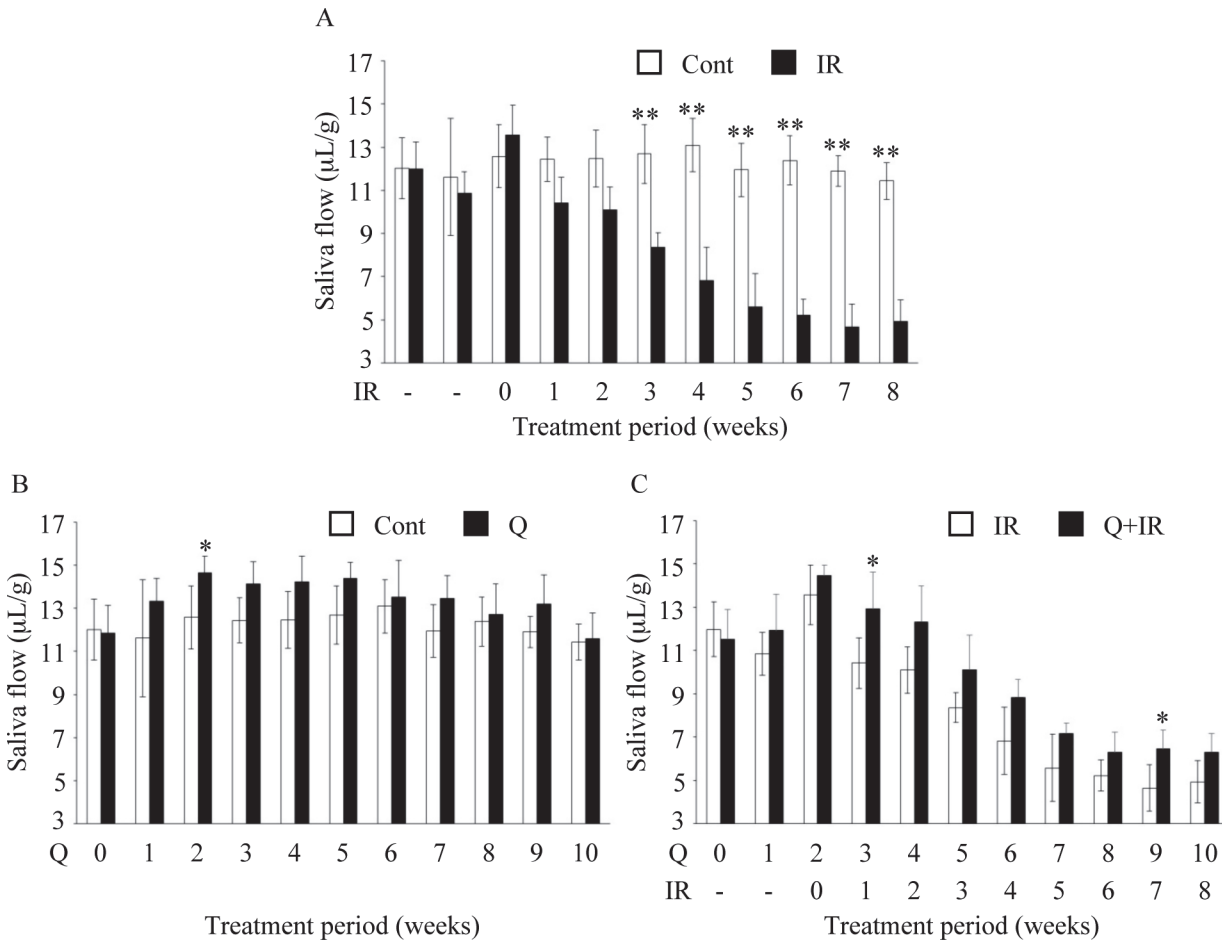 A
Cont IR
Saliva flow (µL/g)
17
15
13
11
9
7
5
3
** ** ** ** ** **
IR - - 0 1 2 3 4 5 6 7 8
Treatment period (weeks)
B
Cont Q
Saliva flow (µL/g)
17
15
13
11
9
7
5
3
*
Q 0 1 2 3 4 5 6 7 8 9 10
Treatment period (weeks)
C
IR Q+IR
Saliva flow (µL/g)
17
15
13
11
9
7
5
3
* *
Q 0 1 2 3 4 5 6 7 8 9 10
IR - - 0 1 2 3 4 5 6 7 8
Treatment period (weeks)